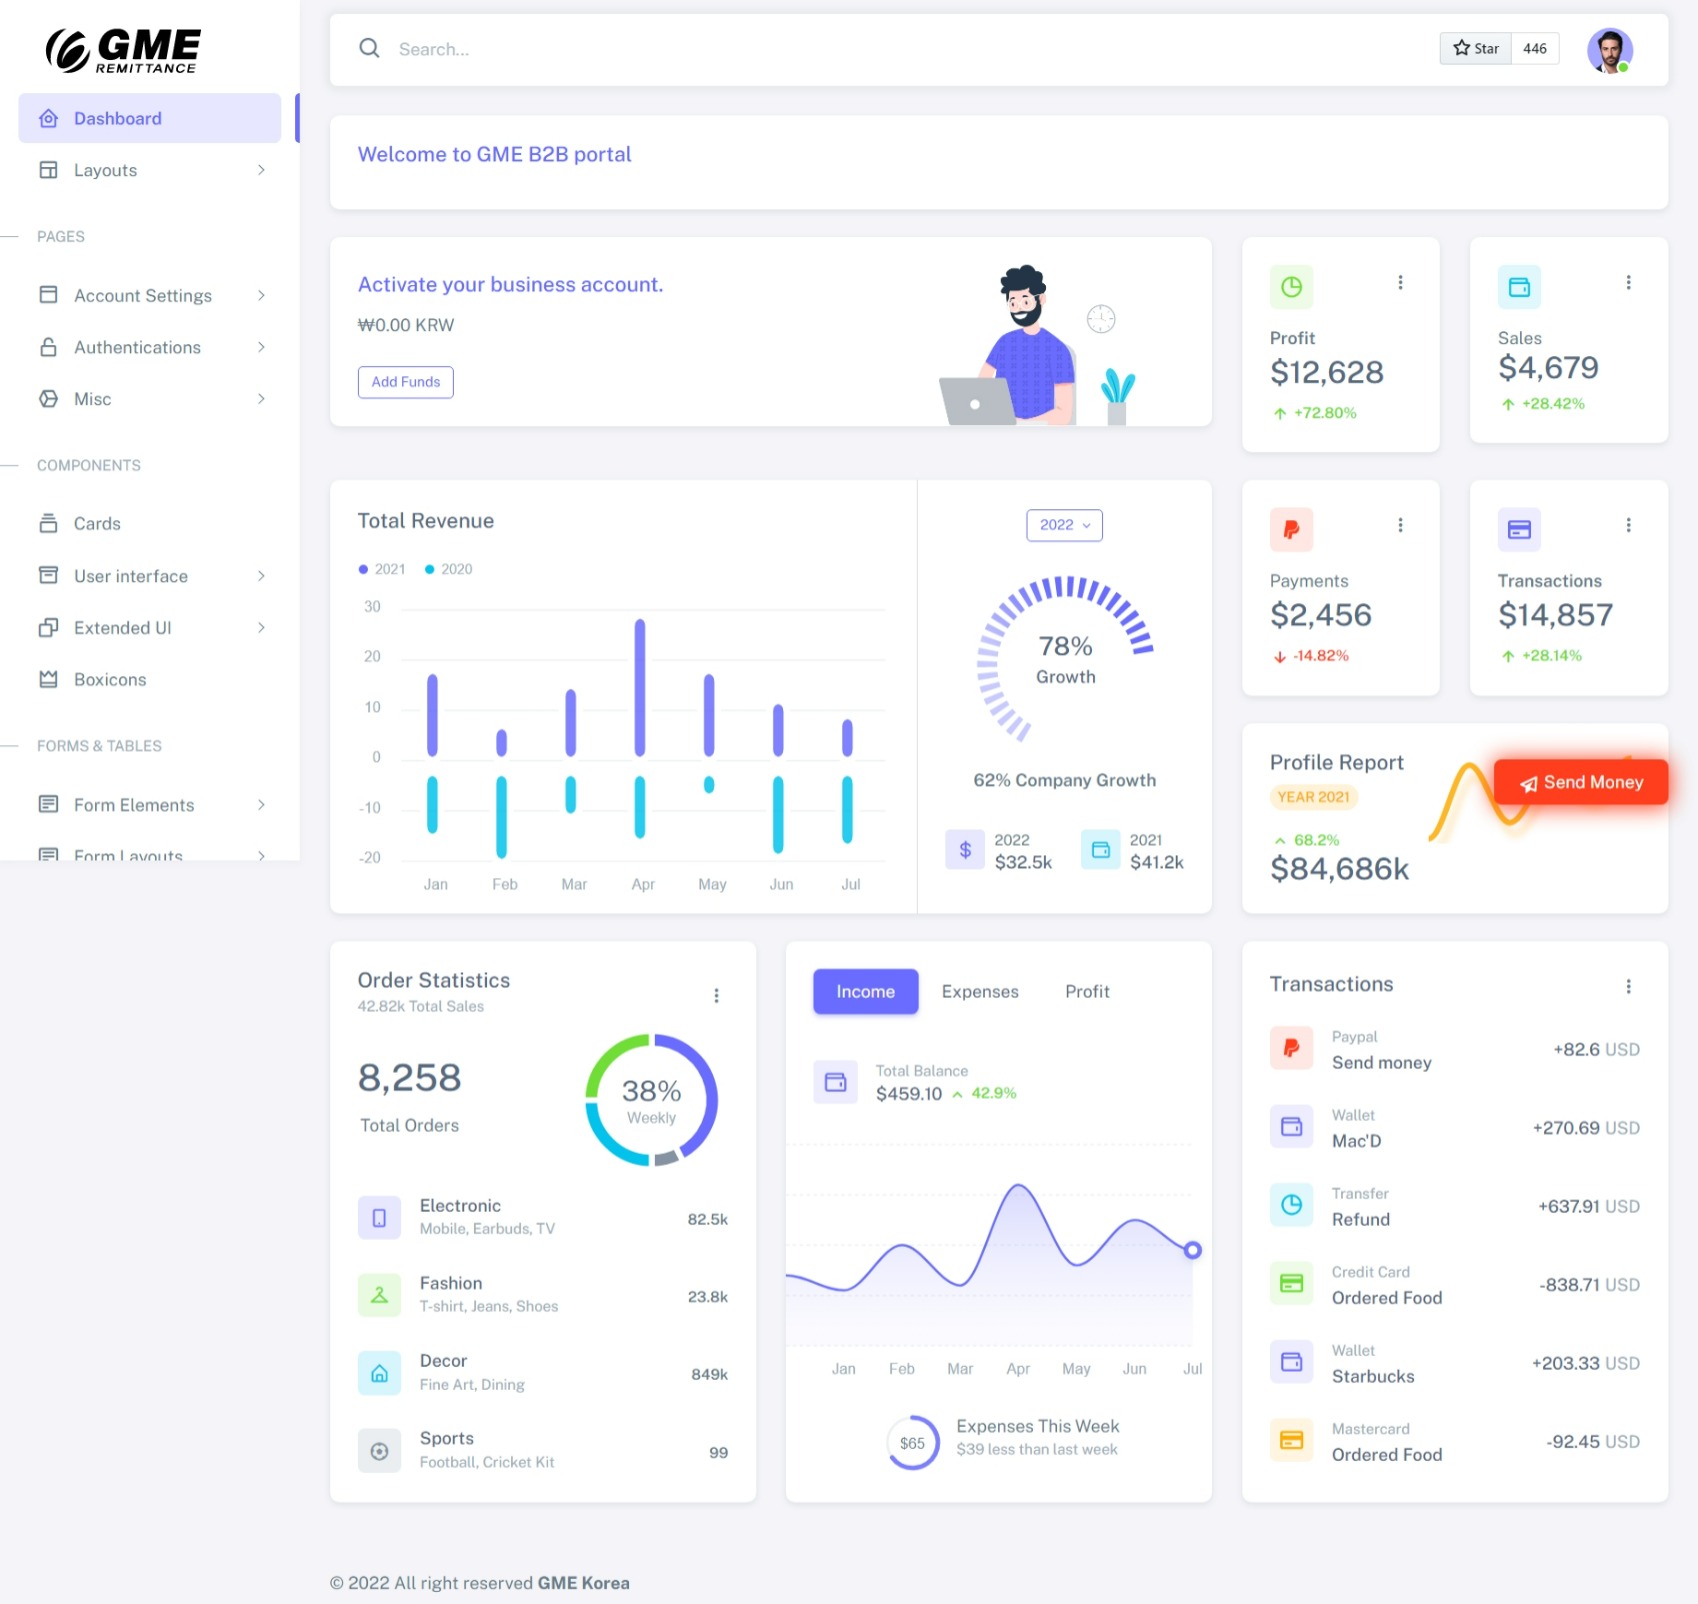 GME
REMITTANCE
Dashboard
Layouts
PAGES
Account Settings
Authentications
Misc
COMPONENTS
Cards
User interface
Extended UI
Boxicons
FORMS & TABLES
Form Elements
Form Layouts
Search...
Star 446
Welcome to GME B2B portal
Activate your business account.
₩0.00 KRW
Add Funds
Profit
$12,628
+72.80%
Sales
$4,679
+28.42%
Total Revenue
2021 2020
30
20
10
0
-10
-20
Jan Feb Mar Apr May Jun Jul
2022
78%
Growth
62% Company Growth
2022
$32.5k
2021
$41.2k
Payments
$2,456
-14.82%
Transactions
$14,857
+28.14%
Profile Report
YEAR 2021
68.2%
$84,686k
Send Money
Order Statistics
42.82k Total Sales
8,258
Total Orders
38%
Weekly
Electronic
Mobile, Earbuds, TV
82.5k
Fashion
T-shirt, Jeans, Shoes
23.8k
Decor
Fine Art, Dining
849k
Sports
Football, Cricket Kit
99
Income Expenses Profit
Total Balance
$459.10 42.9%
Jan Feb Mar Apr May Jun Jul
$65
Expenses This Week
$39 less than last week
Transactions
Paypal
Send money
+82.6 USD
Wallet
Mac'D
+270.69 USD
Transfer
Refund
+637.91 USD
Credit Card
Ordered Food
-838.71 USD
Wallet
Starbucks
+203.33 USD
Mastercard
Ordered Food
-92.45 USD
© 2022 All right reserved GME Korea